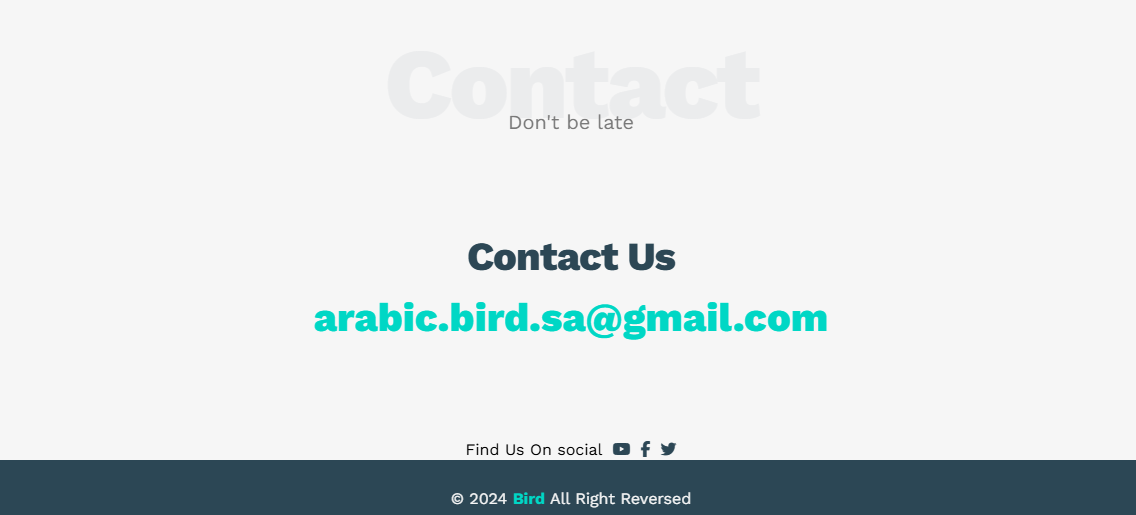 Contact
Don't be late
Contact Us
arabic.bird.sa@gmail.com
Find Us On social
© 2024 Bird All Right Reversed